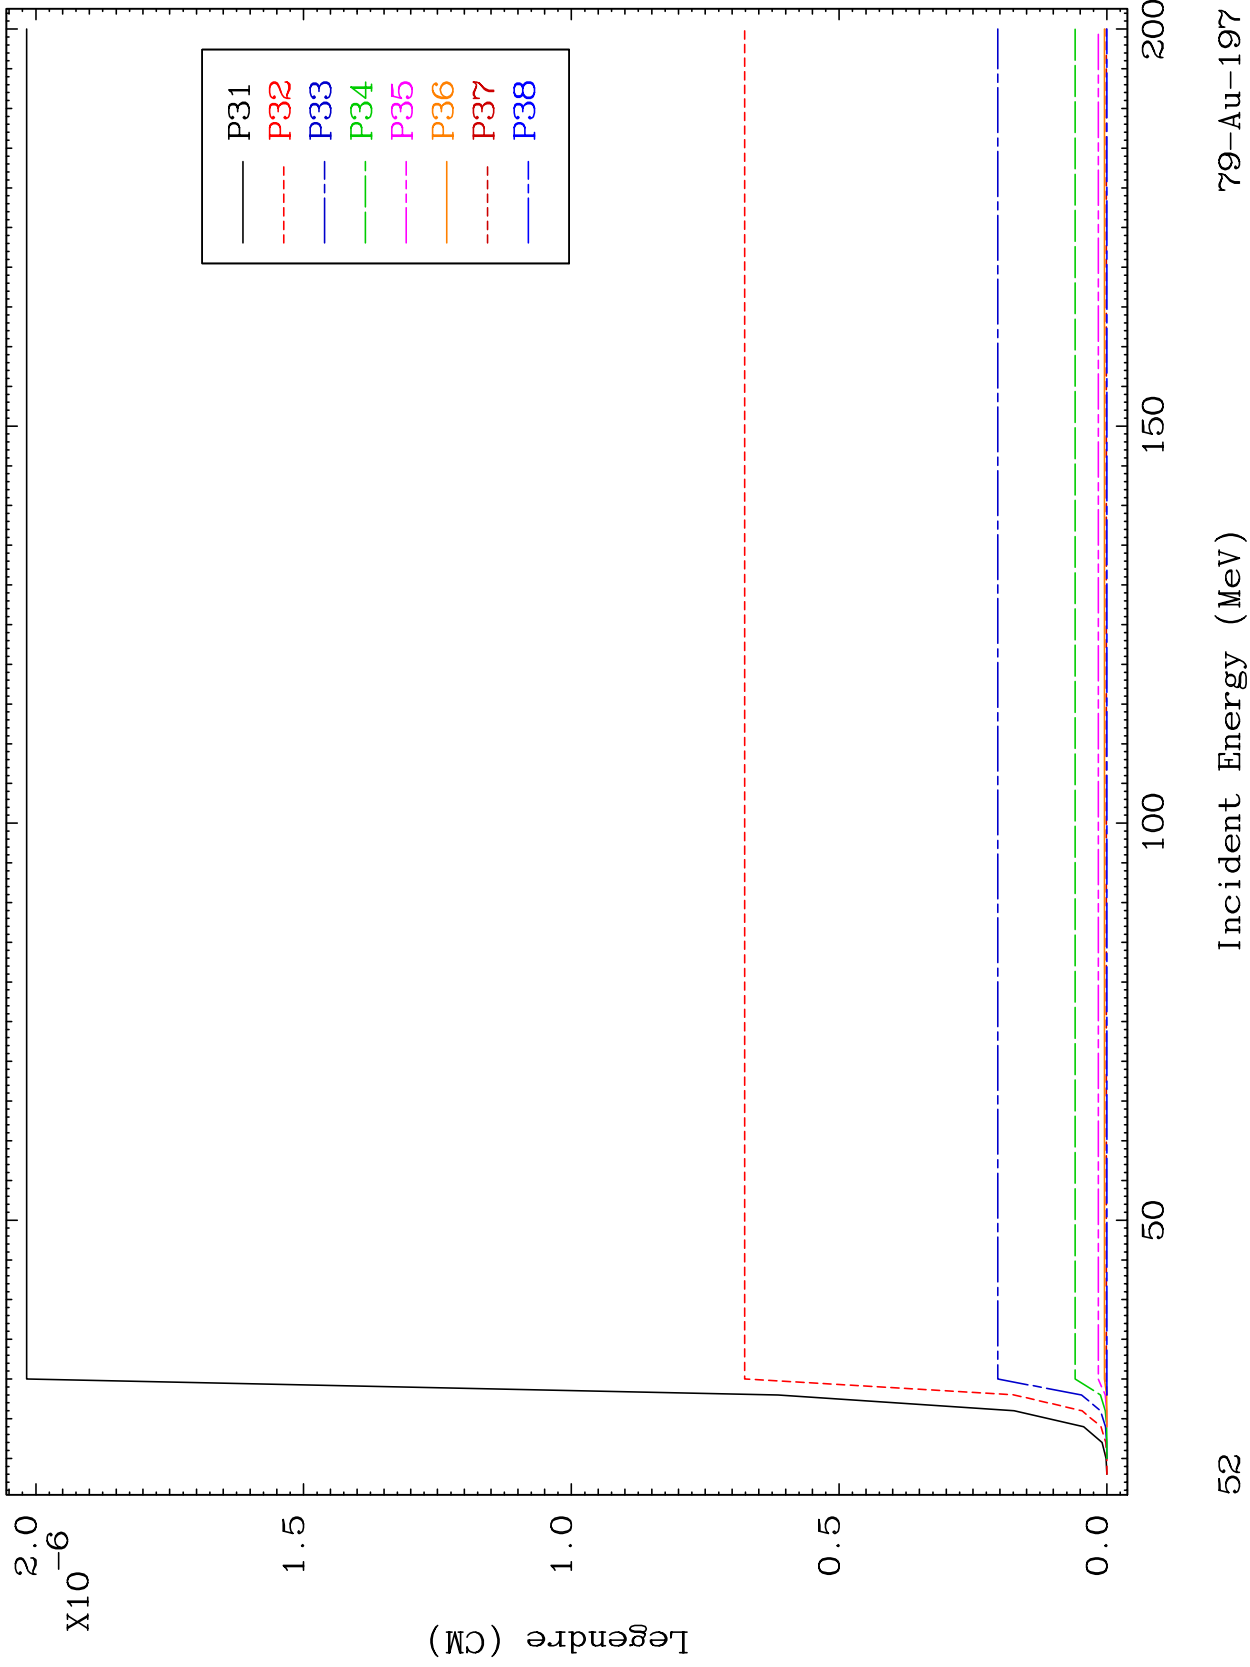 2.0
X10⁻⁶
1.5
1.0
0.5
0.0
Legendre (CM)
P31
P32
P33
P34
P35
P36
P37
P38
50
100
150
200
52
Incident Energy (MeV)
79-Au-197